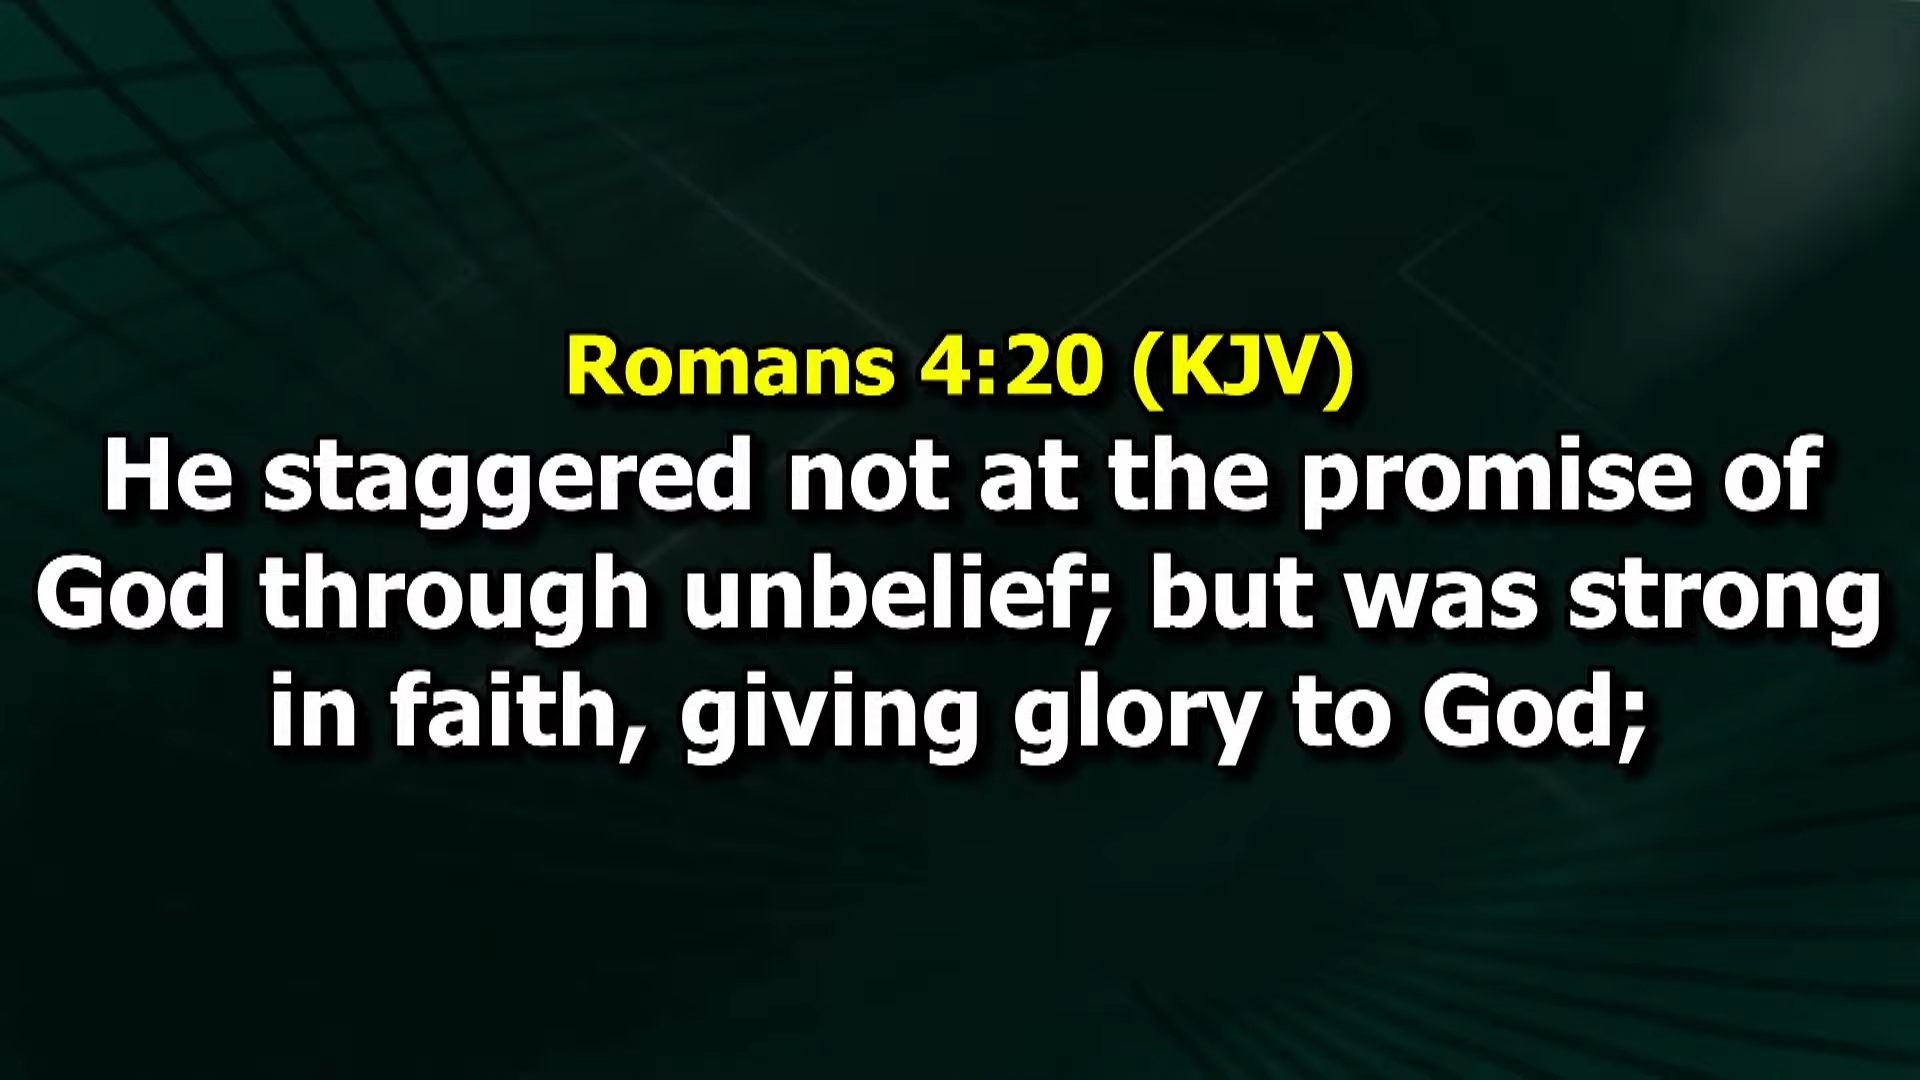 Romans 4:20 (KJV)
He staggered not at the promise of
God through unbelief; but was strong
in faith, giving glory to God;